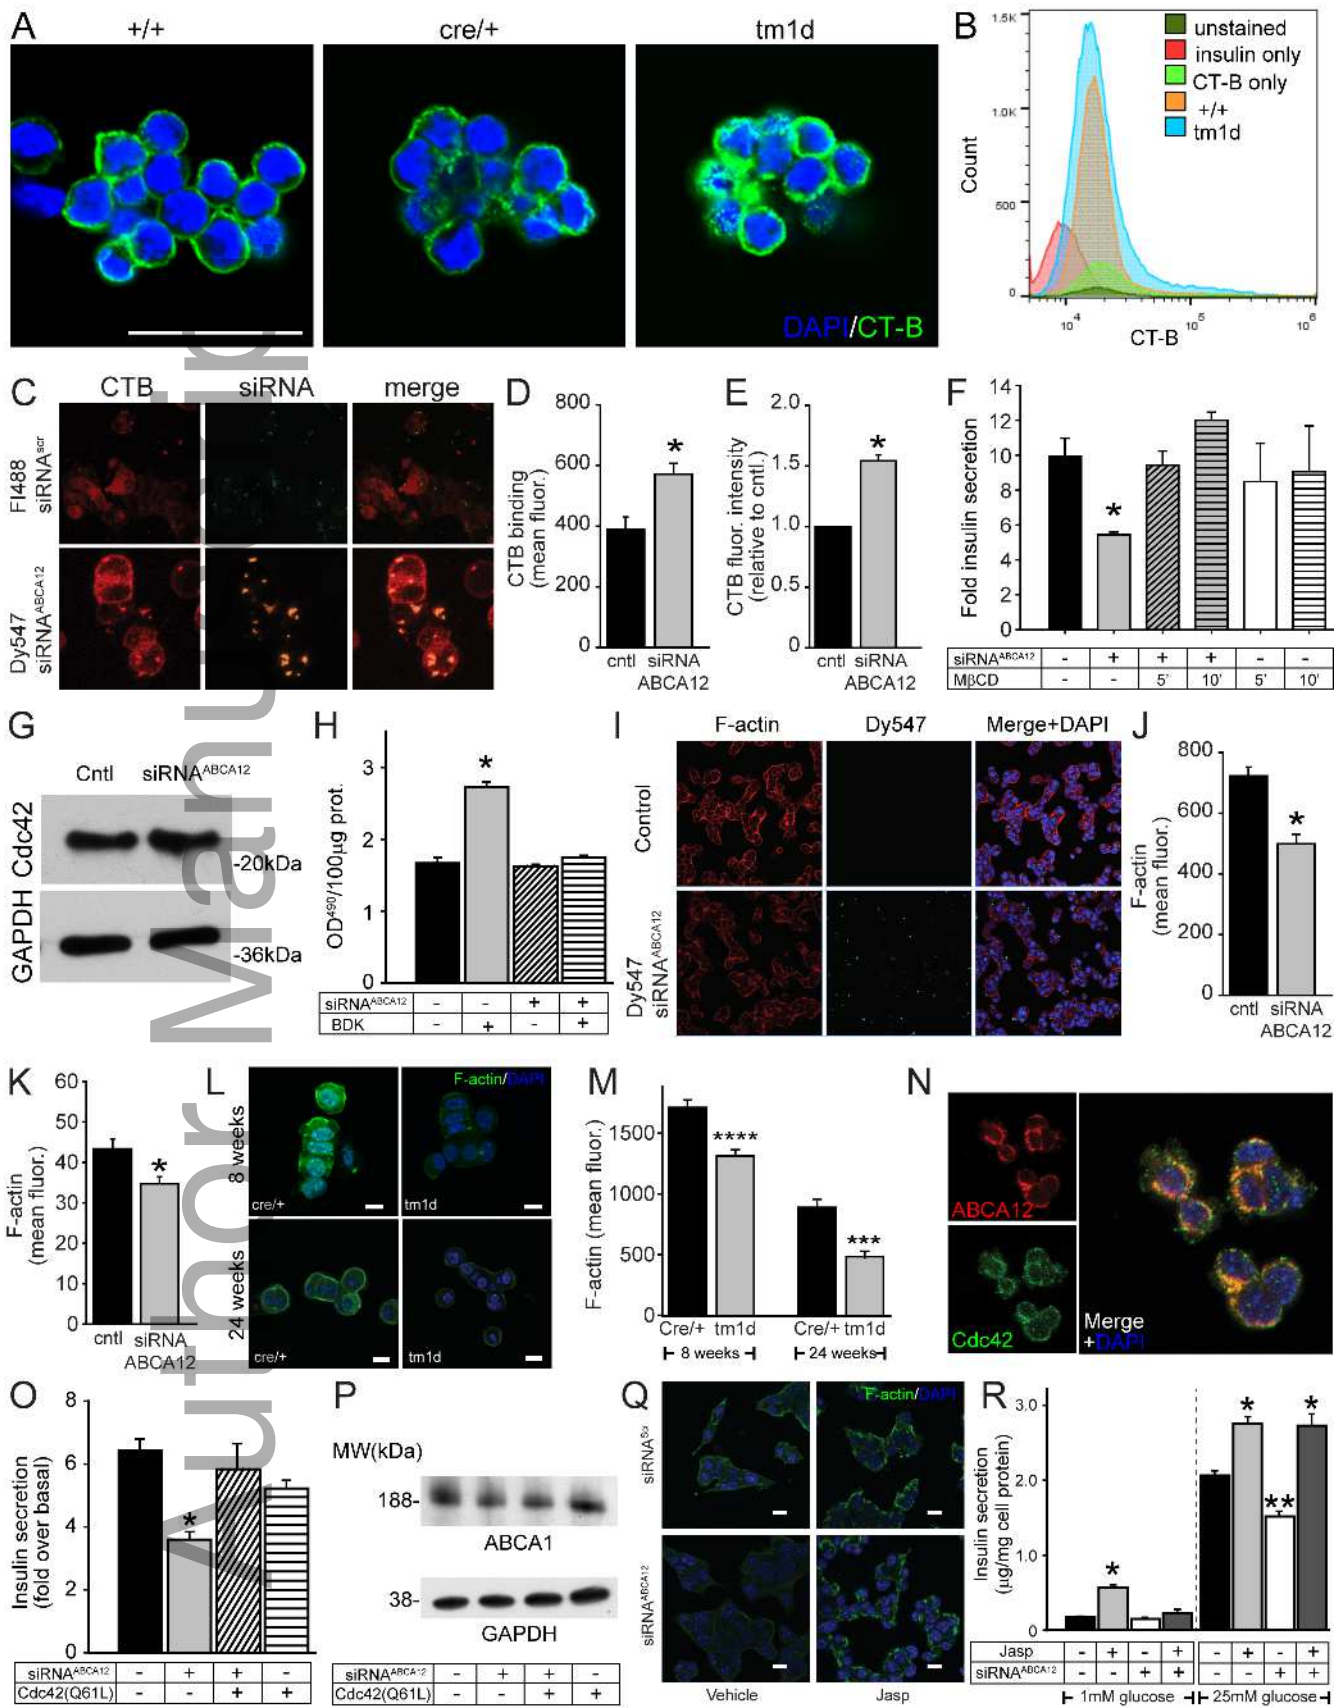 A
+/+
cre/+
tm1d
DAPI/CT-B
B
1.5K
1.0K
500
0
Count
10⁴
10⁵
10⁶
CT-B
unstained
insulin only
CT-B only
+/+
tm1d
C
CTB
siRNA
merge
Fl488
siRNAˢᶜʳ
Dy547
siRNAᴬᴮᶜᴬ¹²
D
800
600
400
200
0
CTB binding
(mean fluor.)
*
cntl
siRNA
ABCA12
E
2.0
1.5
1.0
0.5
0
CTB fluor. intensity
(relative to cntl.)
*
cntl
siRNA
ABCA12
F
14
12
10
8
6
4
2
0
Fold insulin secretion
*
siRNAᴬᴮᶜᴬ¹² - + + + - -
MβCD - - 5' 10' 5' 10'
G
Cntl siRNAᴬᴮᶜᴬ¹²
Cdc42
-20kDa
GAPDH
-36kDa
H
3
2
1
0
OD⁴⁹⁰/100µg prot.
*
siRNAᴬᴮᶜᴬ¹² - - + +
BDK - + - +
I
F-actin
Dy547
Merge+DAPI
Control
Dy547
siRNAᴬᴮᶜᴬ¹²
J
800
600
400
200
0
F-actin
(mean fluor.)
*
cntl
siRNA
ABCA12
K
60
50
40
30
20
10
0
F-actin
(mean fluor.)
*
cntl
siRNA
ABCA12
L
F-actin/DAPI
8 weeks
cre/+
tm1d
24 weeks
cre/+
tm1d
M
1500
1000
500
0
F-actin (mean fluor.)
****
***
Cre/+ tm1d
Cre/+ tm1d
8 weeks
24 weeks
N
ABCA12
Cdc42
Merge
+DAPI
O
8
6
4
2
0
Insulin secretion
(fold over basal)
*
siRNAᴬᴮᶜᴬ¹² - + + -
Cdc42(Q61L) - - + +
P
MW(kDa)
188-
ABCA1
38-
GAPDH
siRNAᴬᴮᶜᴬ¹² - + + -
Cdc42(Q61L) - - + +
Q
F-actin/DAPI
siRNAˢᶜʳ
siRNAᴬᴮᶜᴬ¹²
Vehicle
Jasp
R
3.0
2.0
1.0
0
Insulin secretion
(µg/mg cell protein)
*
*
**
*
Jasp - + - + - + - +
siRNAᴬᴮᶜᴬ¹² - - + + - - + +
1mM glucose
25mM glucose
Author Manuscript